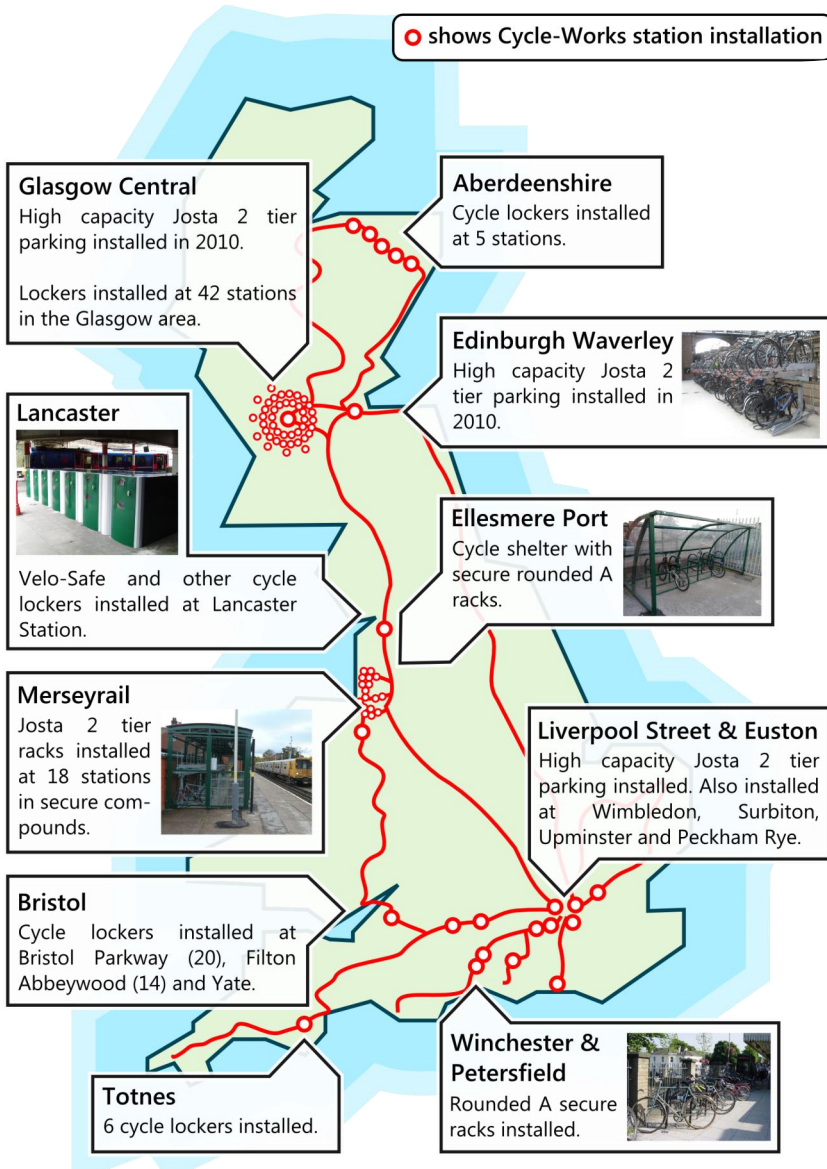 shows Cycle-Works station installation
Glasgow Central
High capacity Josta 2 tier
parking installed in 2010.
Lockers installed at 42 stations
in the Glasgow area.
Aberdeenshire
Cycle lockers installed
at 5 stations.
Edinburgh Waverley
High capacity Josta 2
tier parking installed in
2010.
Lancaster
Velo-Safe and other cycle
lockers installed at Lancaster
Station.
Ellesmere Port
Cycle shelter with
secure rounded A
racks.
Merseyrail
Josta 2 tier
racks installed
at 18 stations
in secure com-
pounds.
Liverpool Street & Euston
High capacity Josta 2 tier
parking installed. Also installed
at Wimbledon, Surbiton,
Upminster and Peckham Rye.
Bristol
Cycle lockers installed at
Bristol Parkway (20), Filton
Abbeywood (14) and Yate.
Totnes
6 cycle lockers installed.
Winchester &
Petersfield
Rounded A secure
racks installed.